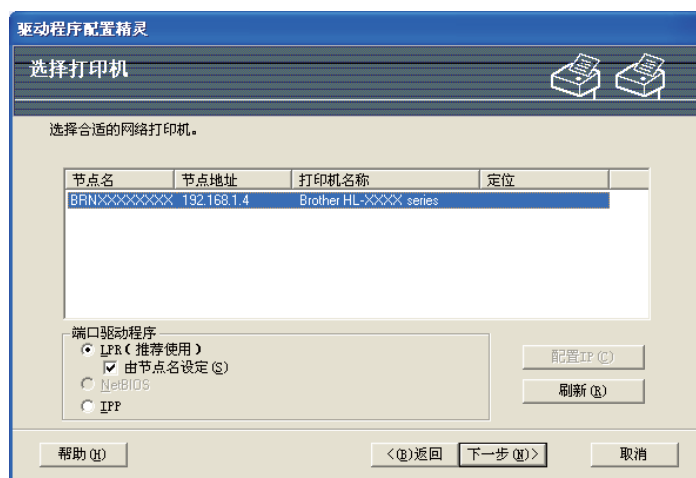 驱动程序配置精灵
选择打印机
选择合适的网络打印机。
节点名 节点地址 打印机名称 定位
BRNXXXXXXXXX 192.168.1.4 Brother HL-XXXX series
端口驱动程序
LPR(推荐使用)
由节点名设定(S)
NetBIOS
IPP
配置IP(C)
刷新(R)
帮助(H) <(B)返回 下一步(N)> 取消